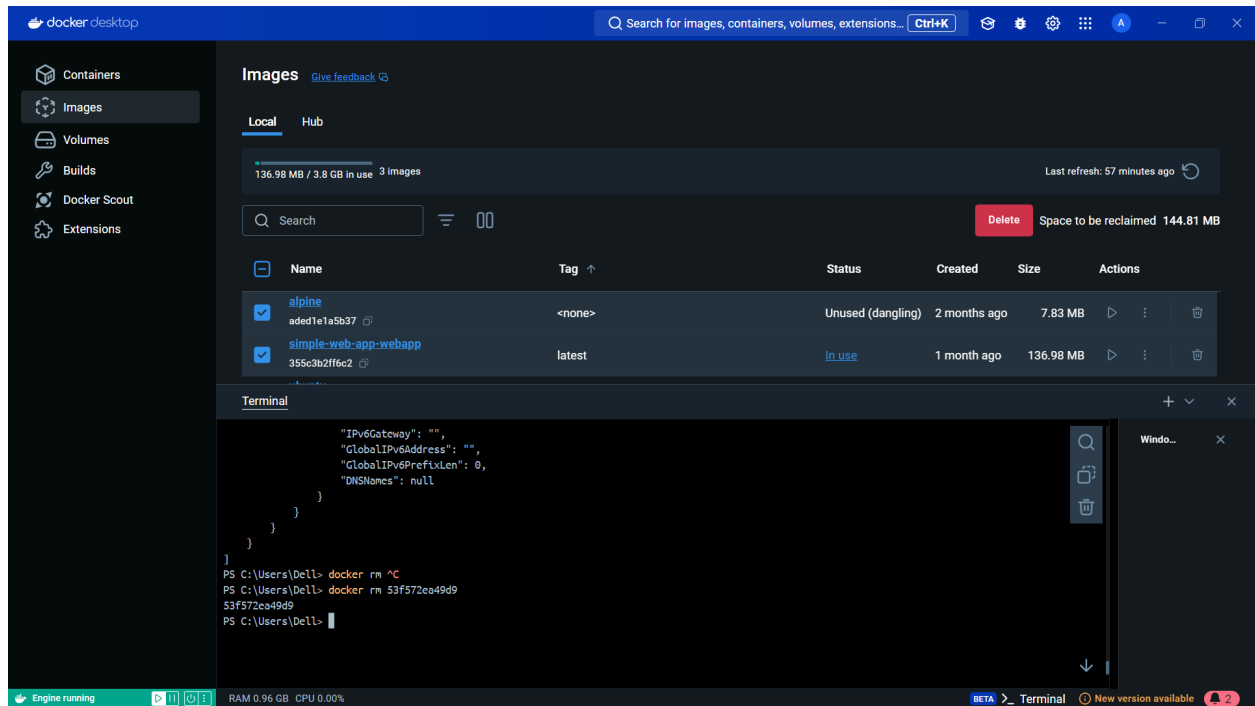 docker desktop
Search for images, containers, volumes, extensions... Ctrl+K
A
Containers
Images
Volumes
Builds
Docker Scout
Extensions
Images Give feedback
Local Hub
136.98 MB / 3.8 GB in use 3 images
Last refresh: 57 minutes ago
Search
Delete Space to be reclaimed 144.81 MB
Name Tag ↑ Status Created Size Actions
alpine
aded1e1a5b37
<none> Unused (dangling) 2 months ago 7.83 MB
simple-web-app-webapp
355c3b2ff6c2
latest In use 1 month ago 136.98 MB
Terminal
Windo...
"IPv6Gateway": "",
"GlobalIPv6Address": "",
"GlobalIPv6PrefixLen": 0,
"DNSNames": null
}
}
}
}
]
PS C:\Users\Dell> docker rm ^C
PS C:\Users\Dell> docker rm 53f572ea49d9
53f572ea49d9
PS C:\Users\Dell>
Engine running
RAM 0.96 GB CPU 0.00%
BETA >_ Terminal
New version available
2